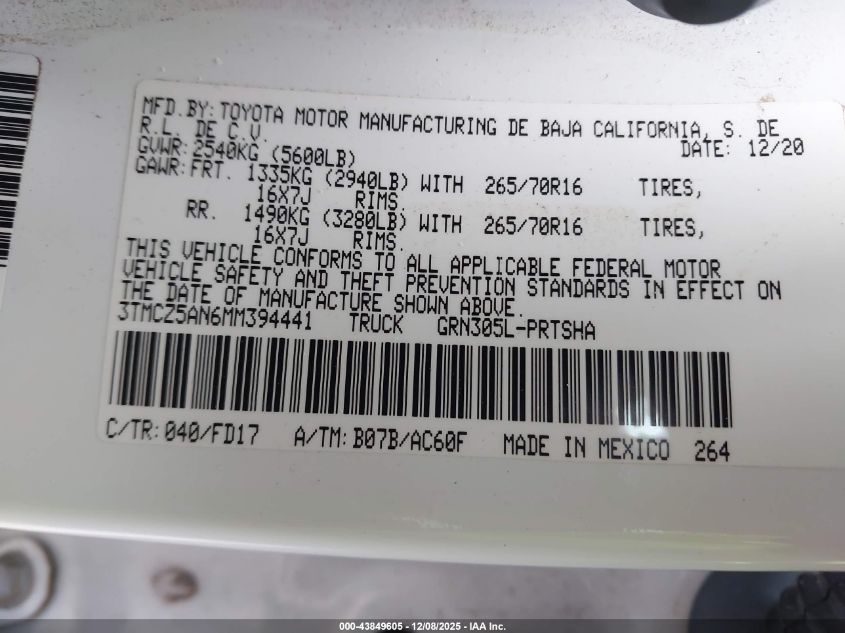 MFD.BY: TOYOTA MOTOR MANUFACTURING DE BAJA CALIFORNIA, S. DE
R.L. DE C.V. DATE: 12/20
GVWR: 2540KG (5600LB)
GAWR: FRT. 1335KG (2940LB) WITH 265/70R16 TIRES,
16X7J RIMS.
RR. 1490KG (3280LB) WITH 265/70R16 TIRES,
16X7J RIMS.
THIS VEHICLE CONFORMS TO ALL APPLICABLE FEDERAL MOTOR
VEHICLE SAFETY AND THEFT PREVENTION STANDARDS IN EFFECT ON
THE DATE OF MANUFACTURE SHOWN ABOVE.
3TMCZ5AN6MM394441 TRUCK GRN305L-PRTSHA
C/TR: 040/FD17 A/TM: B07B/AC60F MADE IN MEXICO 264
000-43849605 - 12/08/2025 - IAA Inc.